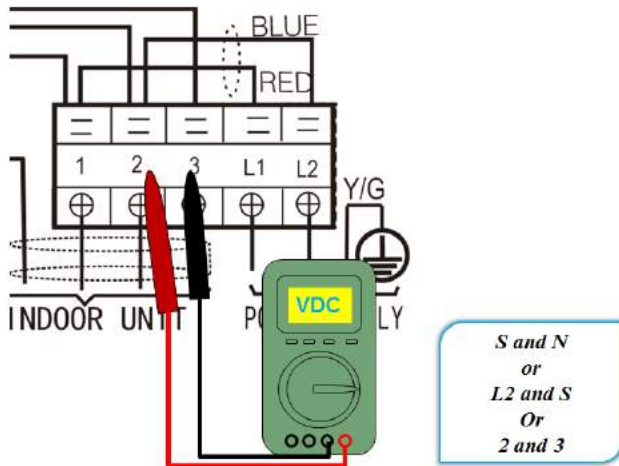 BLUE
RED
1 2 3 L1 L2
Y/G
INDOOR UNIT
VDC
S and N
or
L2 and S
Or
2 and 3